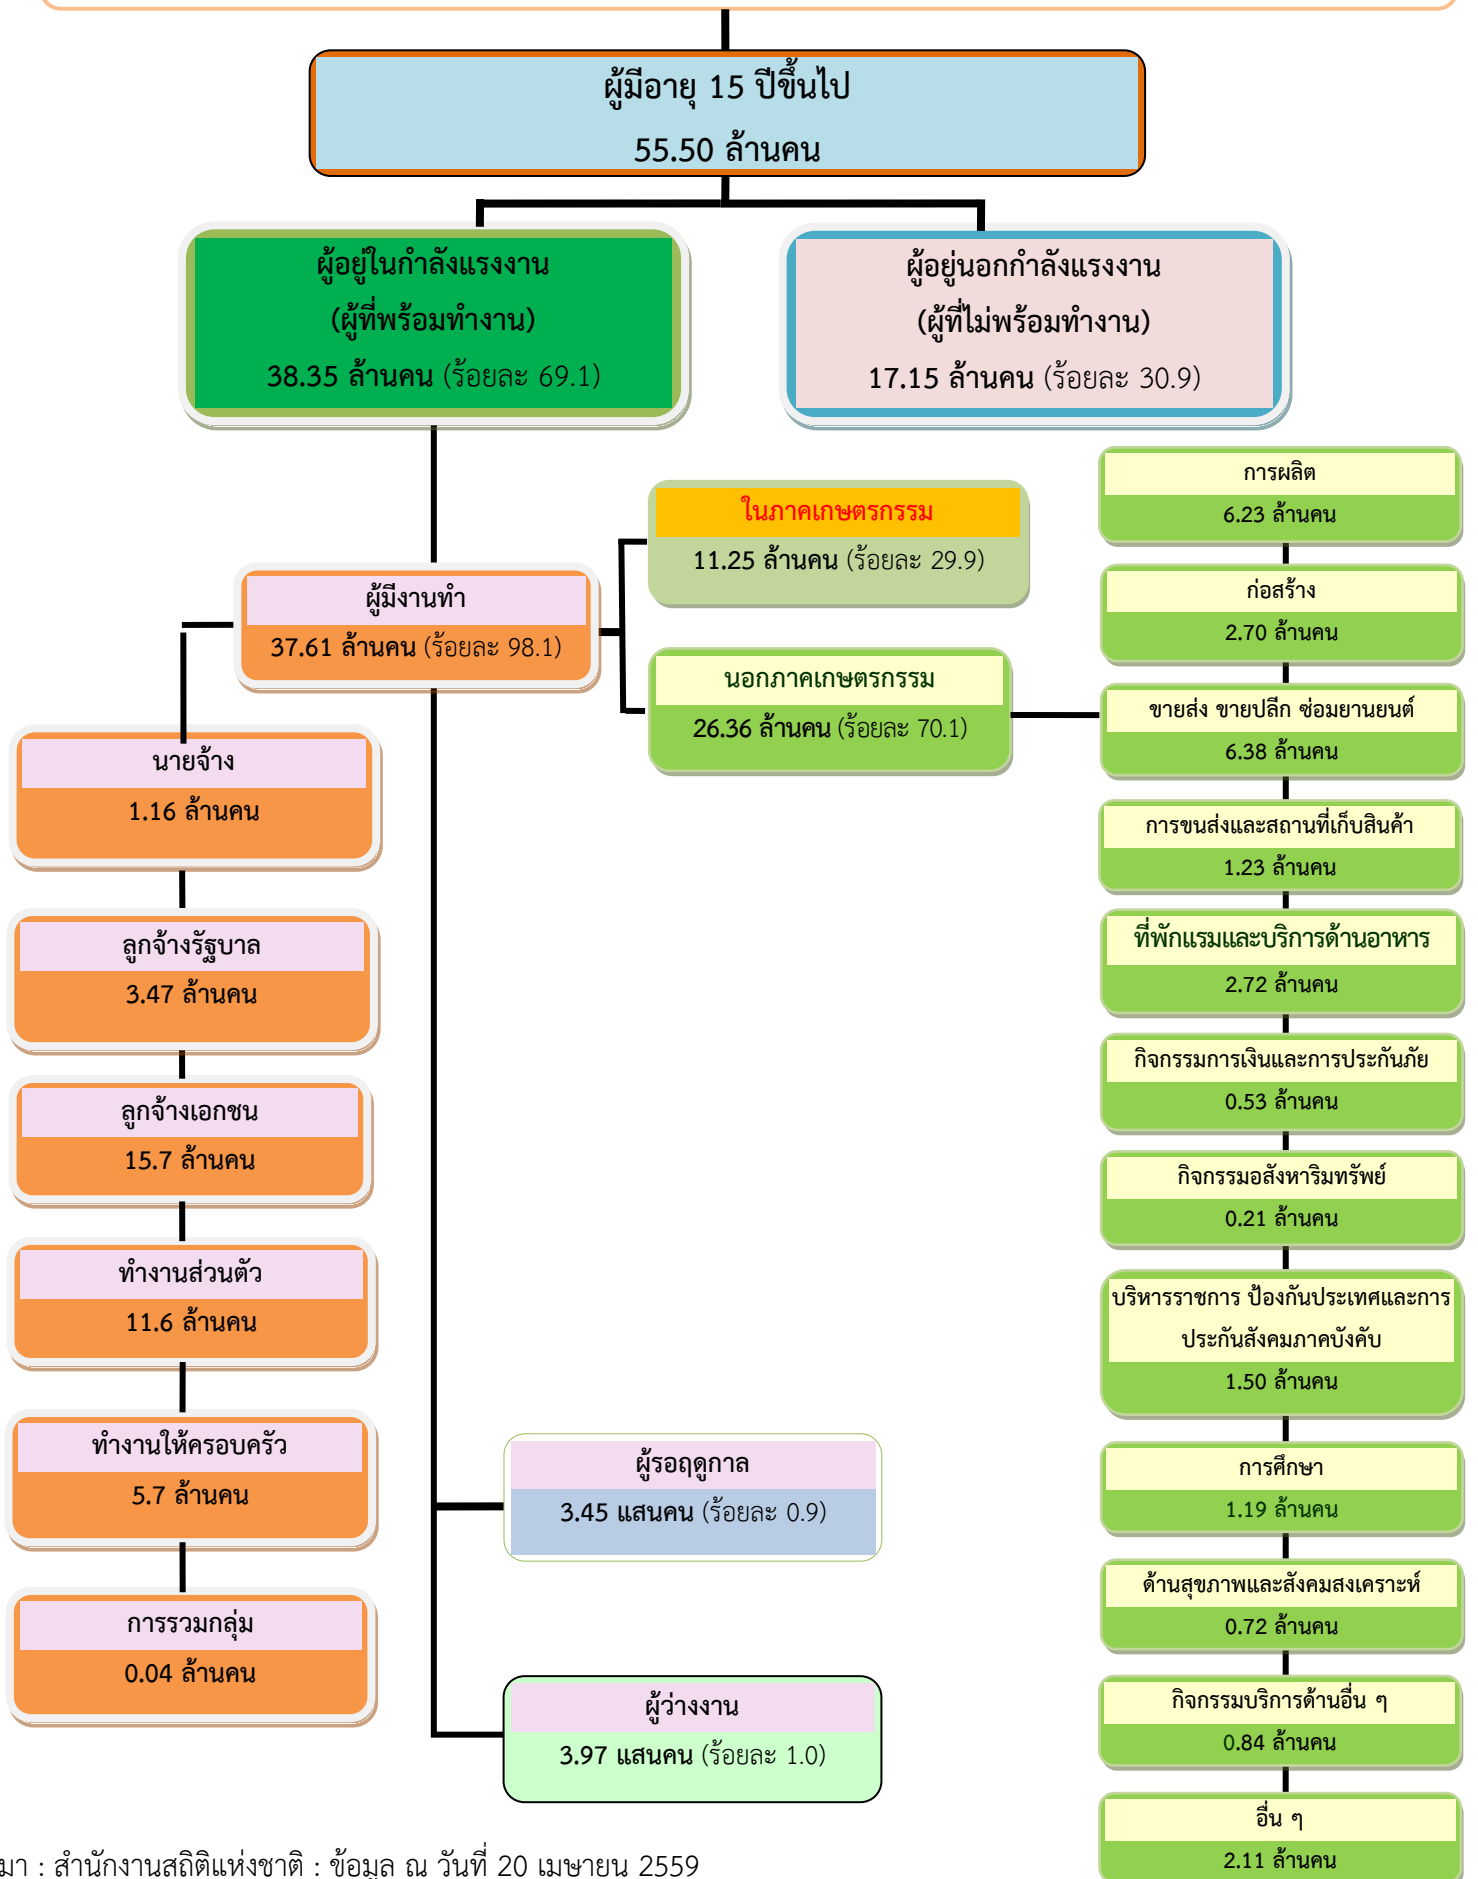 ผู้มีอายุ 15 ปีขึ้นไป
55.50 ล้านคน
ผู้อยู่ในกำลังแรงงาน
(ผู้ที่พร้อมทำงาน)
38.35 ล้านคน (ร้อยละ 69.1)
ผู้อยู่นอกกำลังแรงงาน
(ผู้ที่ไม่พร้อมทำงาน)
17.15 ล้านคน (ร้อยละ 30.9)
ผู้มีงานทำ
37.61 ล้านคน (ร้อยละ 98.1)
ในภาคเกษตรกรรม
11.25 ล้านคน (ร้อยละ 29.9)
นอกภาคเกษตรกรรม
26.36 ล้านคน (ร้อยละ 70.1)
นายจ้าง
1.16 ล้านคน
ลูกจ้างรัฐบาล
3.47 ล้านคน
ลูกจ้างเอกชน
15.7 ล้านคน
ทำงานส่วนตัว
11.6 ล้านคน
ทำงานให้ครอบครัว
5.7 ล้านคน
การรวมกลุ่ม
0.04 ล้านคน
ผู้รอฤดูกาล
3.45 แสนคน (ร้อยละ 0.9)
ผู้ว่างงาน
3.97 แสนคน (ร้อยละ 1.0)
การผลิต
6.23 ล้านคน
ก่อสร้าง
2.70 ล้านคน
ขายส่ง ขายปลีก ซ่อมยานยนต์
6.38 ล้านคน
การขนส่งและสถานที่เก็บสินค้า
1.23 ล้านคน
ที่พักแรมและบริการด้านอาหาร
2.72 ล้านคน
กิจกรรมการเงินและการประกันภัย
0.53 ล้านคน
กิจกรรมอสังหาริมทรัพย์
0.21 ล้านคน
บริหารราชการ ป้องกันประเทศและการ
ประกันสังคมภาคบังคับ
1.50 ล้านคน
การศึกษา
1.19 ล้านคน
ด้านสุขภาพและสังคมสงเคราะห์
0.72 ล้านคน
กิจกรรมบริการด้านอื่น ๆ
0.84 ล้านคน
อื่น ๆ
2.11 ล้านคน
มา : สำนักงานสถิติแห่งชาติ : ข้อมูล ณ วันที่ 20 เมษายน 2559